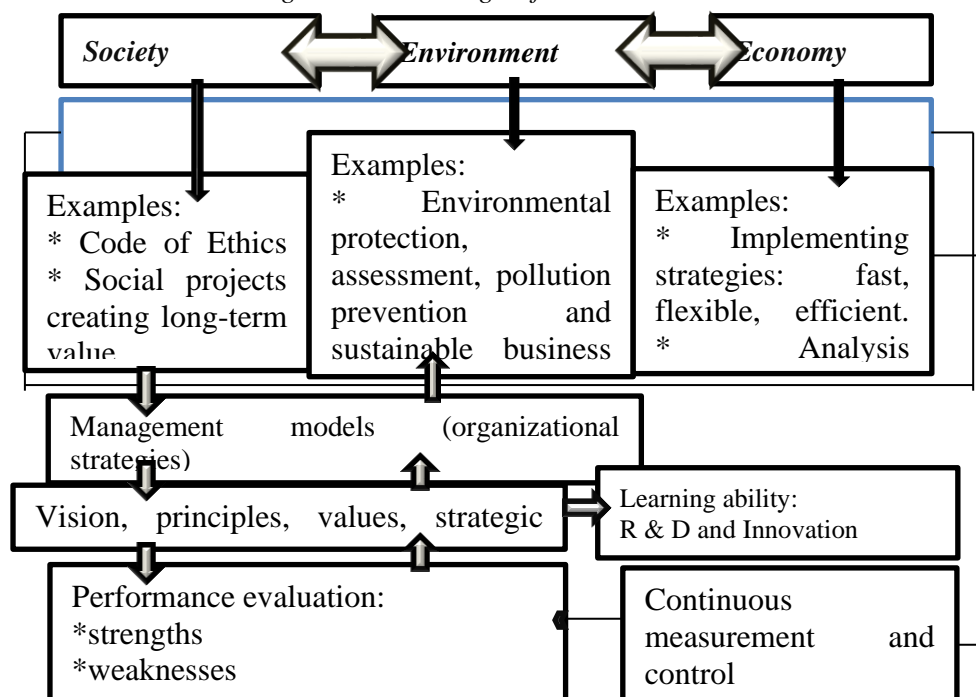 Society Environment Economy
Examples:
* Code of Ethics
* Social projects
creating long-term
value
Examples:
* Environmental
protection,
assessment, pollution
prevention and
sustainable business
Examples:
* Implementing
strategies: fast,
flexible, efficient.
* Analysis
Management models (organizational
strategies)
Vision, principles, values, strategic
Learning ability:
R & D and Innovation
Performance evaluation:
*strengths
*weaknesses
Continuous
measurement and
control